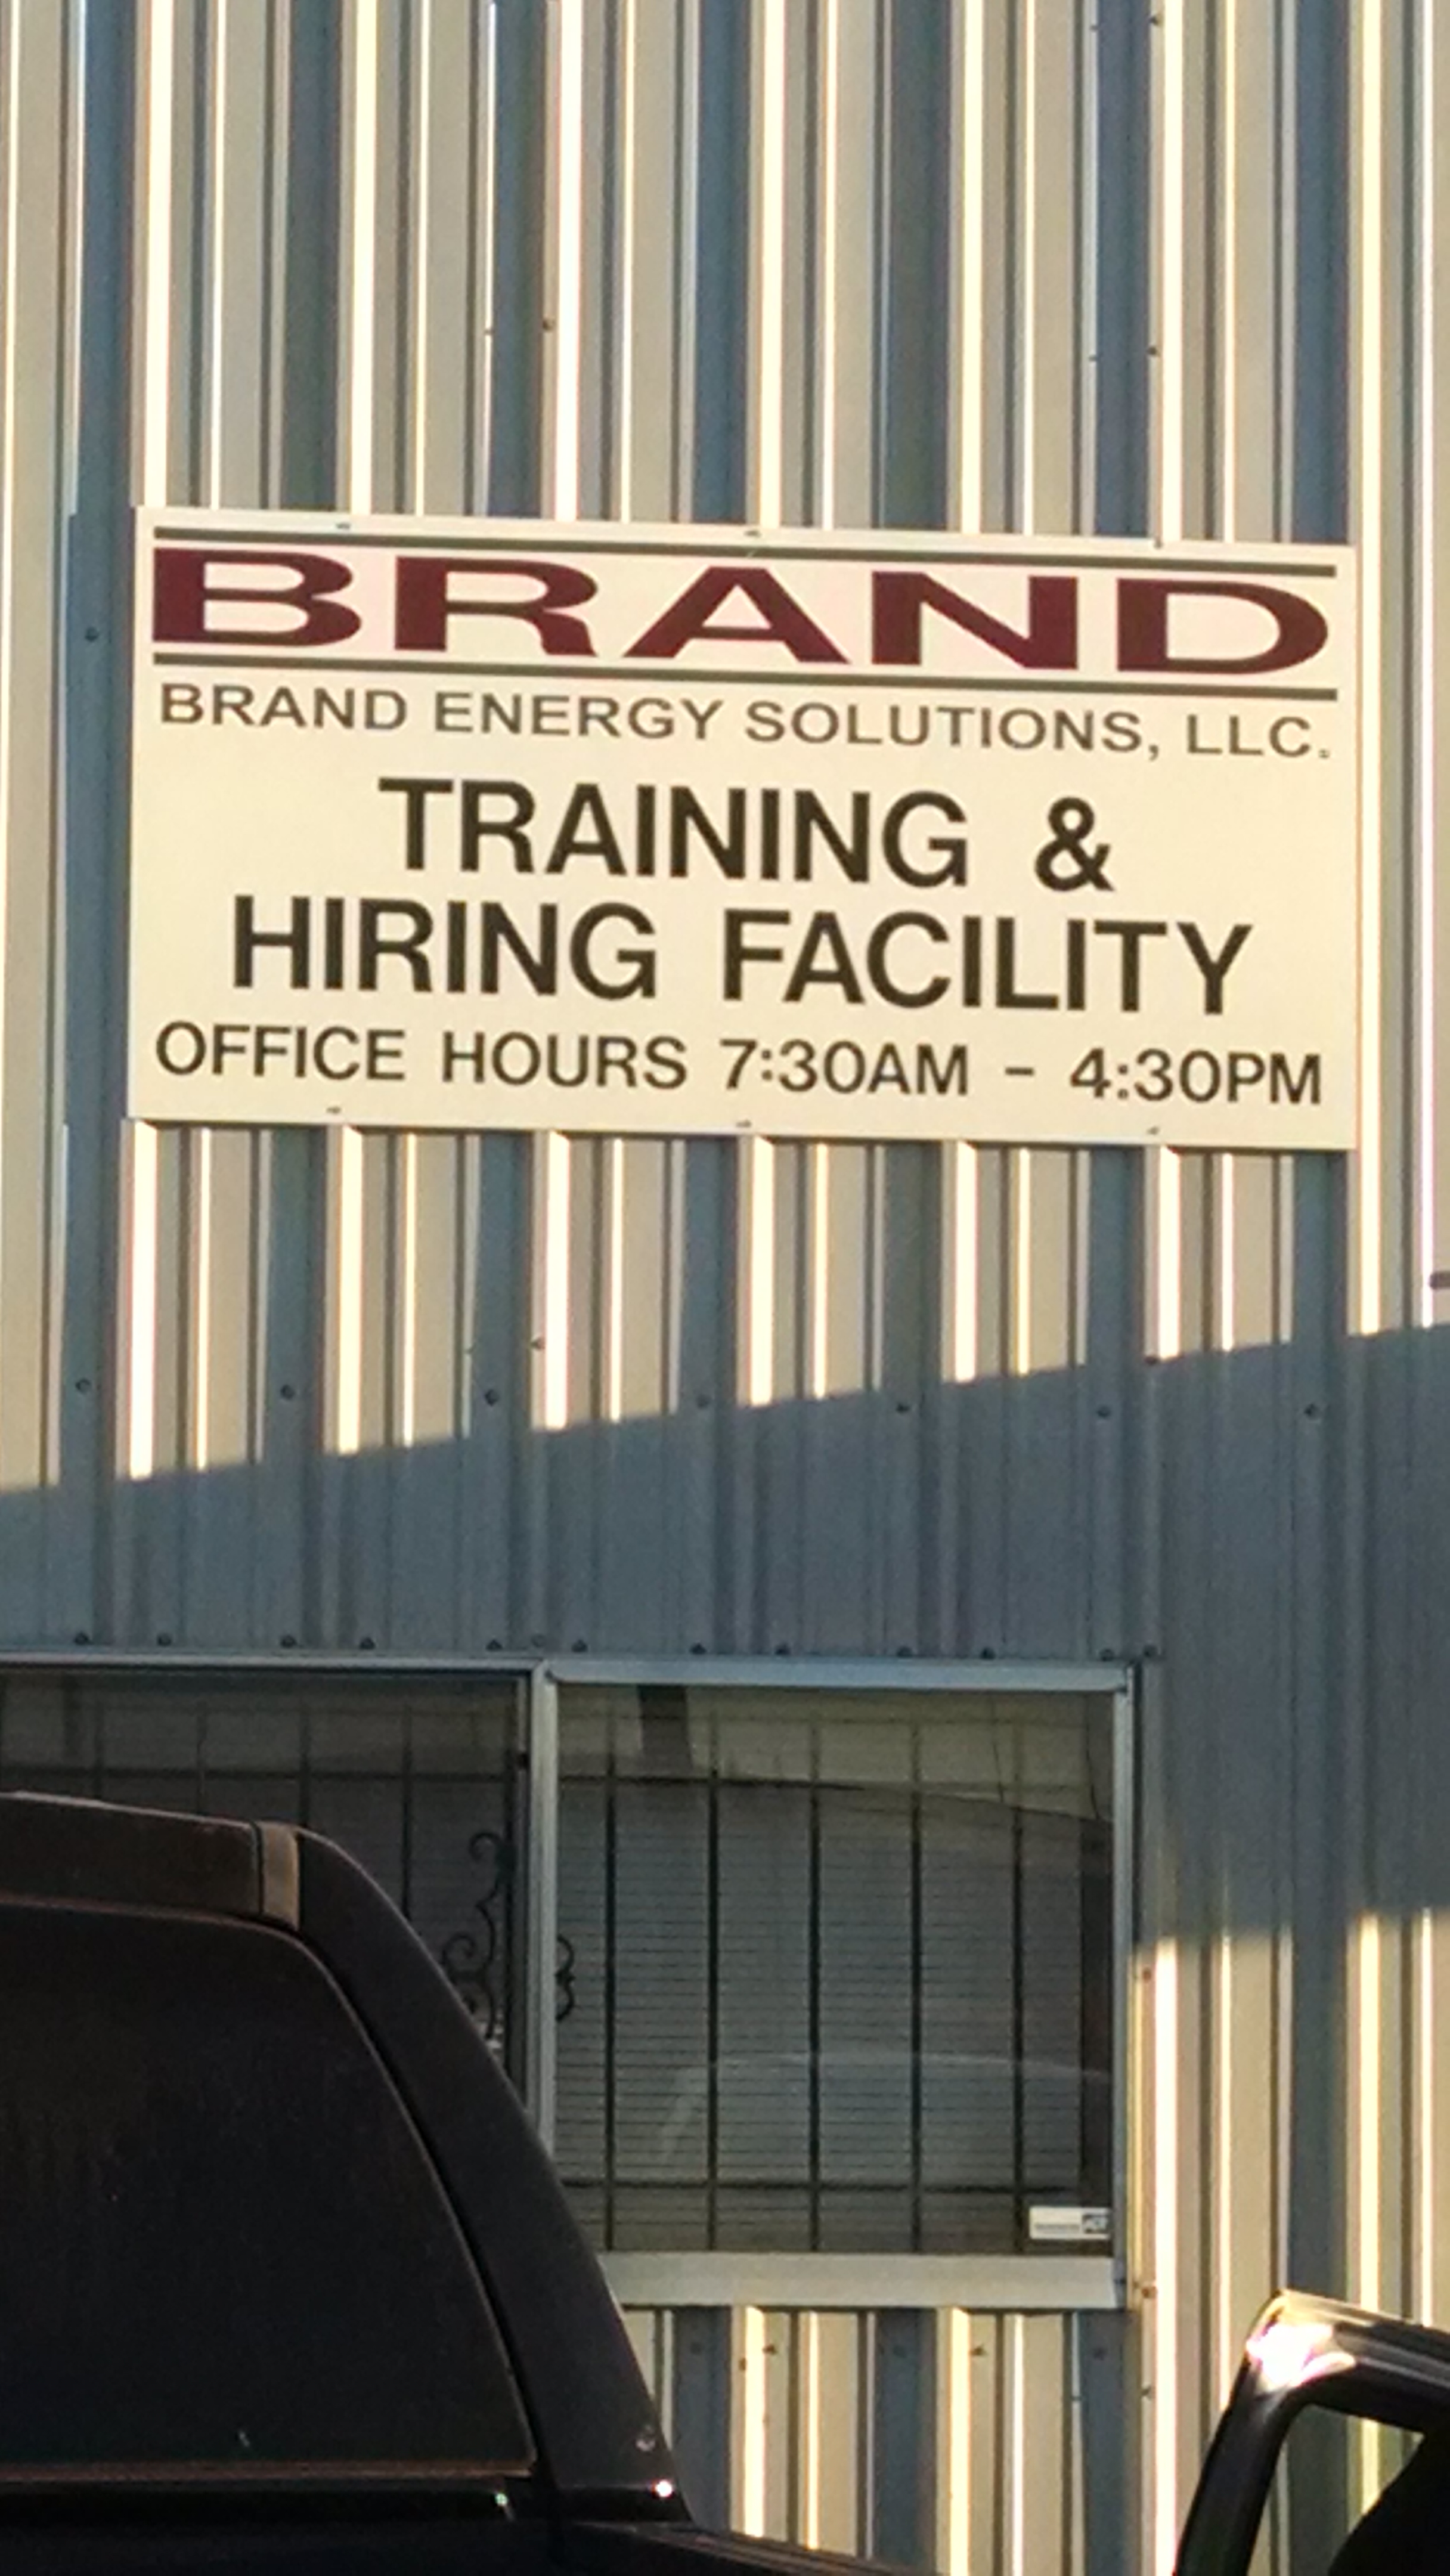 BRAND
BRAND ENERGY SOLUTIONS, LLC.
TRAINING &
HIRING FACILITY
OFFICE HOURS 7:30AM - 4:30PM